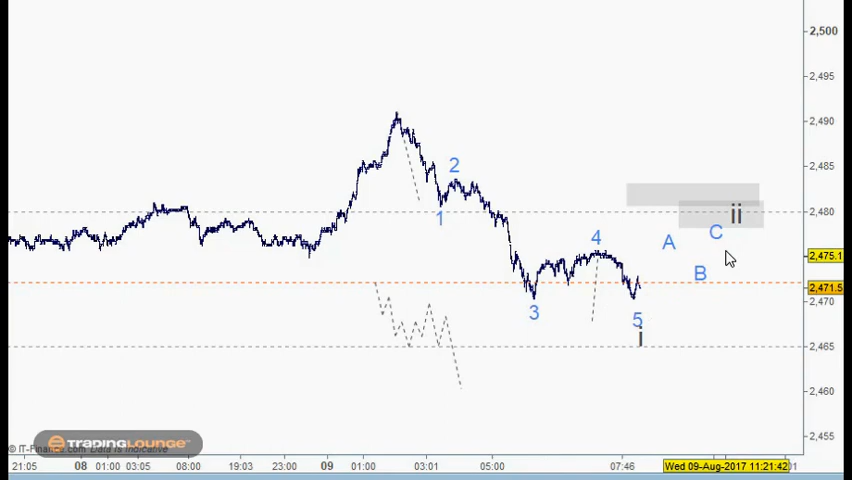 2,500
2,495
2,490
2,485
2,480
2,475.1
2,471.5
2,470
2,465
2,460
2,455
2
1
4
3
5
i
A
B
C
ii
TRADINGLOUNGE
© IT-Finance.com Data is indicative
21:05 08 01:00 03:05 08:00 19:03 23:00 09 01:00 03:01 05:00 07:46 Wed 09-Aug-2017 11:21:42 01